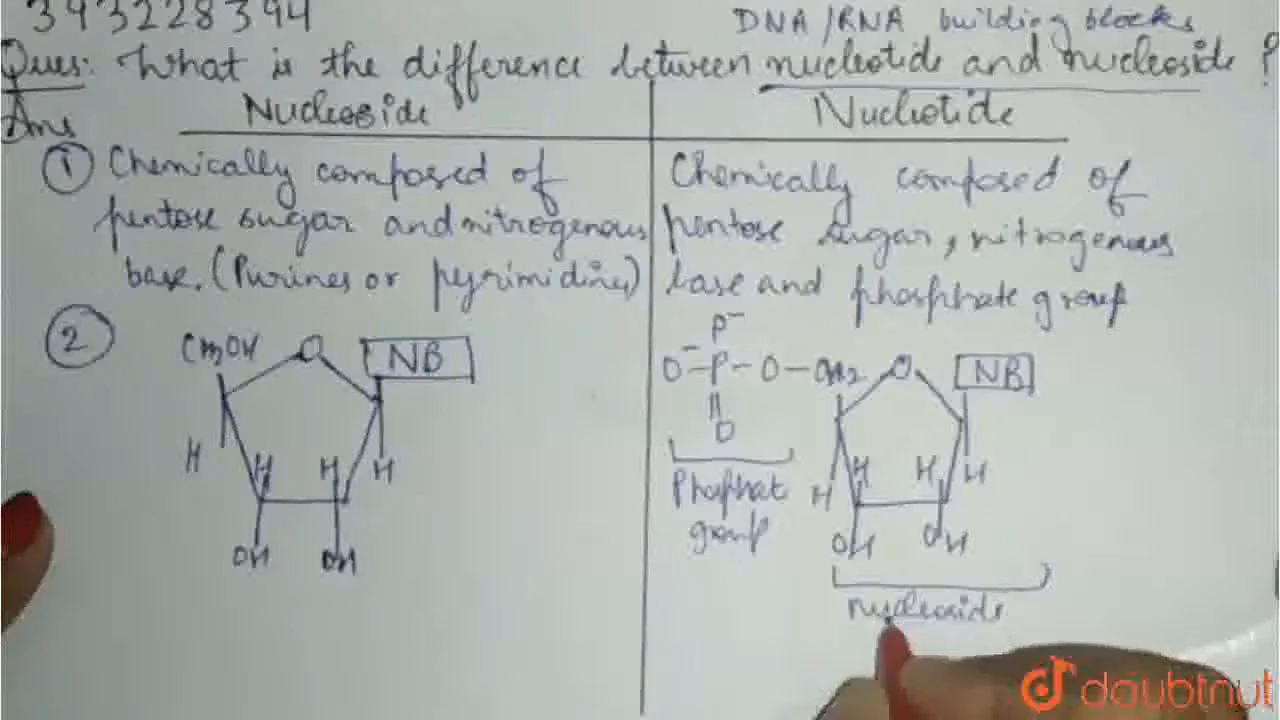 393228394
DNA/RNA building blocks
Ques: What is the difference between nucleotide and nucleoside ?
Ans
Nucleoside
Nucleotide
① Chemically composed of
pentose sugar and nitrogenous
base. (Purines or pyrimidines)
Chemically composed of
pentose sugar, nitrogenous
base and phosphate group
②
CH2OH O NB
H H H H
OH OH
P-
O- -P-O-CH2 O NB
O
H H H H
OH OH
Phosphat
group
nucleoside
doubtnut